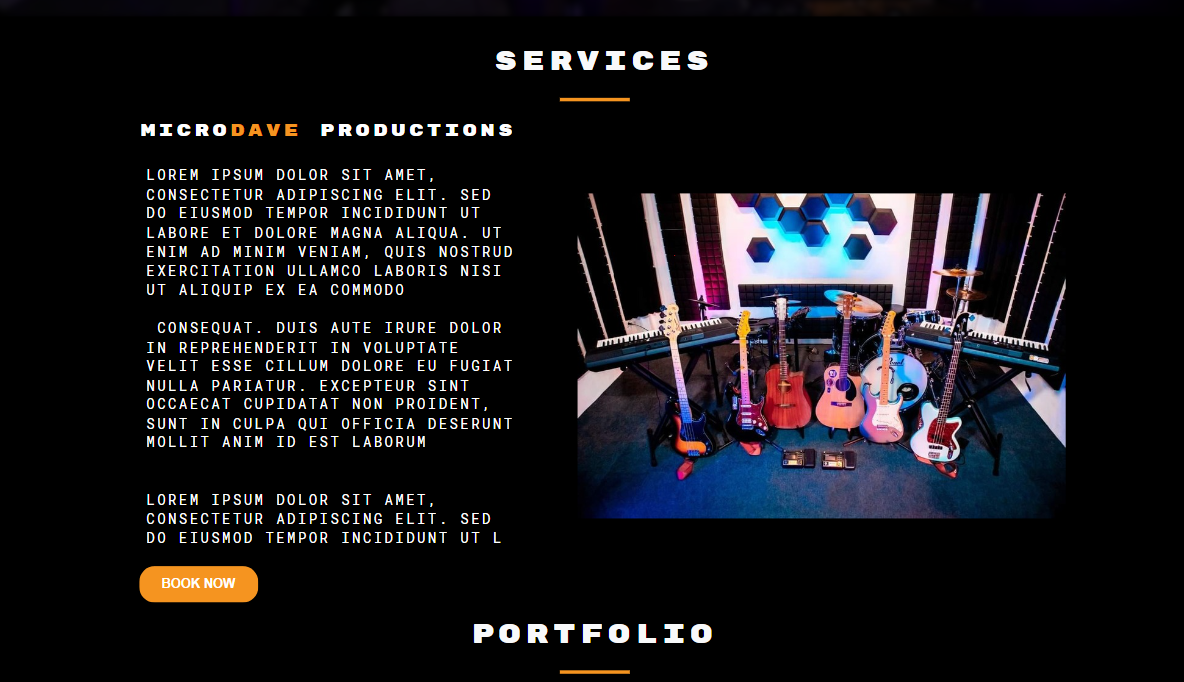 SERVICES
MICRODAVE PRODUCTIONS
LOREM IPSUM DOLOR SIT AMET,
CONSECTETUR ADIPISCING ELIT. SED
DO EIUSMOD TEMPOR INCIDIDUNT UT
LABORE ET DOLORE MAGNA ALIQUA. UT
ENIM AD MINIM VENIAM, QUIS NOSTRUD
EXERCITATION ULLAMCO LABORIS NISI
UT ALIQUIP EX EA COMMODO
CONSEQUAT. DUIS AUTE IRURE DOLOR
IN REPREHENDERIT IN VOLUPTATE
VELIT ESSE CILLUM DOLORE EU FUGIAT
NULLA PARIATUR. EXCEPTEUR SINT
OCCAECAT CUPIDATAT NON PROIDENT,
SUNT IN CULPA QUI OFFICIA DESERUNT
MOLLIT ANIM ID EST LABORUM
LOREM IPSUM DOLOR SIT AMET,
CONSECTETUR ADIPISCING ELIT. SED
DO EIUSMOD TEMPOR INCIDIDUNT UT L
BOOK NOW
PORTFOLIO